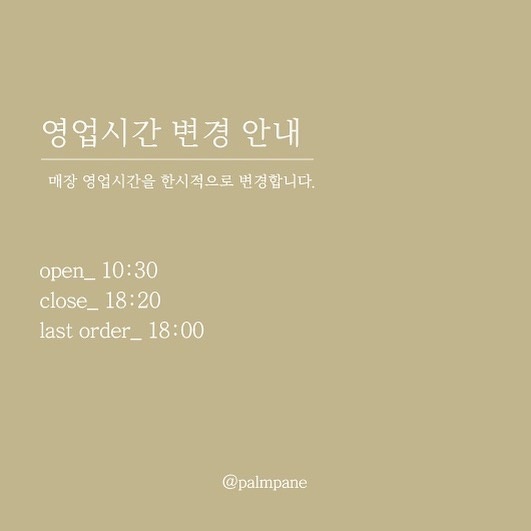 영업시간 변경 안내
매장 영업시간을 한시적으로 변경합니다.
open_ 10:30
close_ 18:20
last order_ 18:00
@palmpane